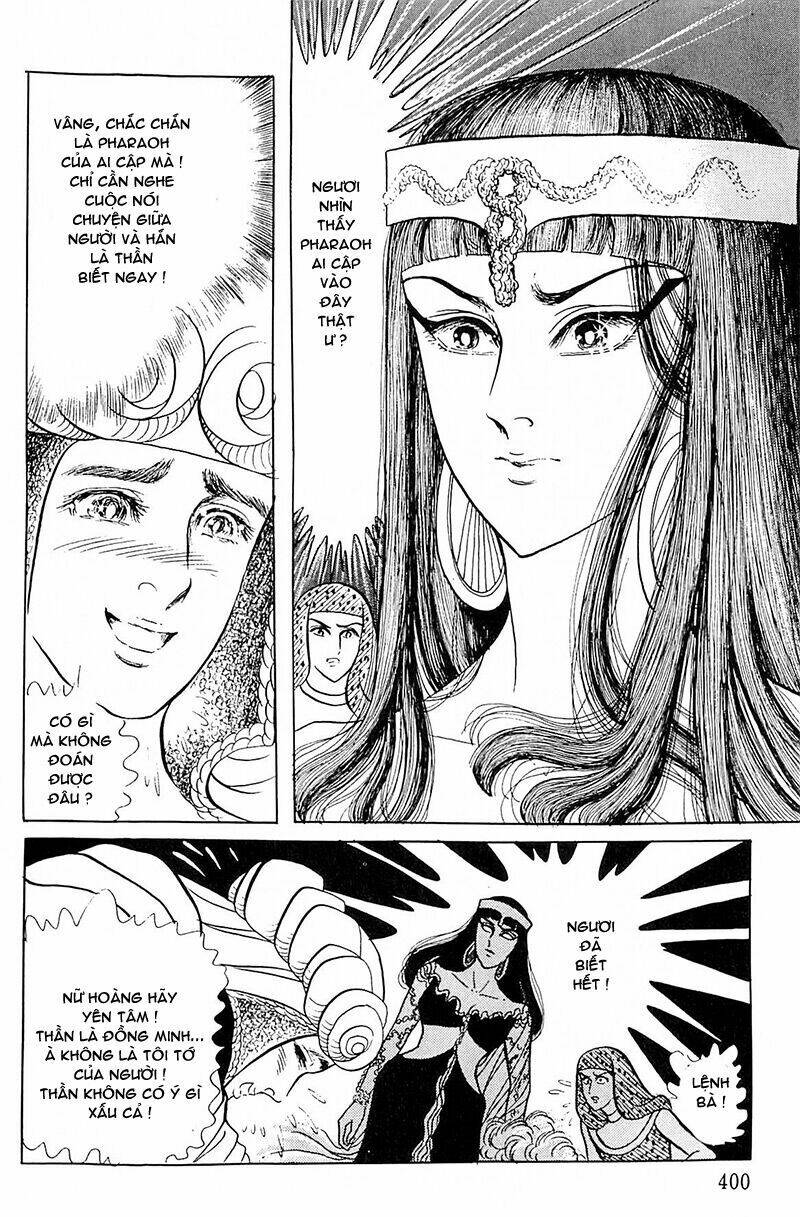 NGƯƠI
NHÌN
THẤY
PHARAOH
AI CẬP
VÀO
ĐÂY
THẬT
Ư ?
VÂNG, CHẮC CHẮN
LÀ PHARAOH
CỦA AI CẬP MÀ !
CHỈ CẦN NGHE
CUỘC NÓI
CHUYỆN GIỮA
NGƯỜI VÀ HẮN
LÀ THẦN
BIẾT NGAY !
CÓ GÌ
MÀ KHÔNG
ĐOÁN
ĐƯỢC
ĐÂU ?
NGƯƠI
ĐÃ
BIẾT
HẾT !
LỆNH
BÀ !
NỮ HOÀNG HÃY
YÊN TÂM !
THẦN LÀ ĐỒNG MINH...
À KHÔNG LÀ TÔI TỚ
CỦA NGƯỜI !
THẦN KHÔNG CÓ Ý GÌ
XẤU CẢ !
400